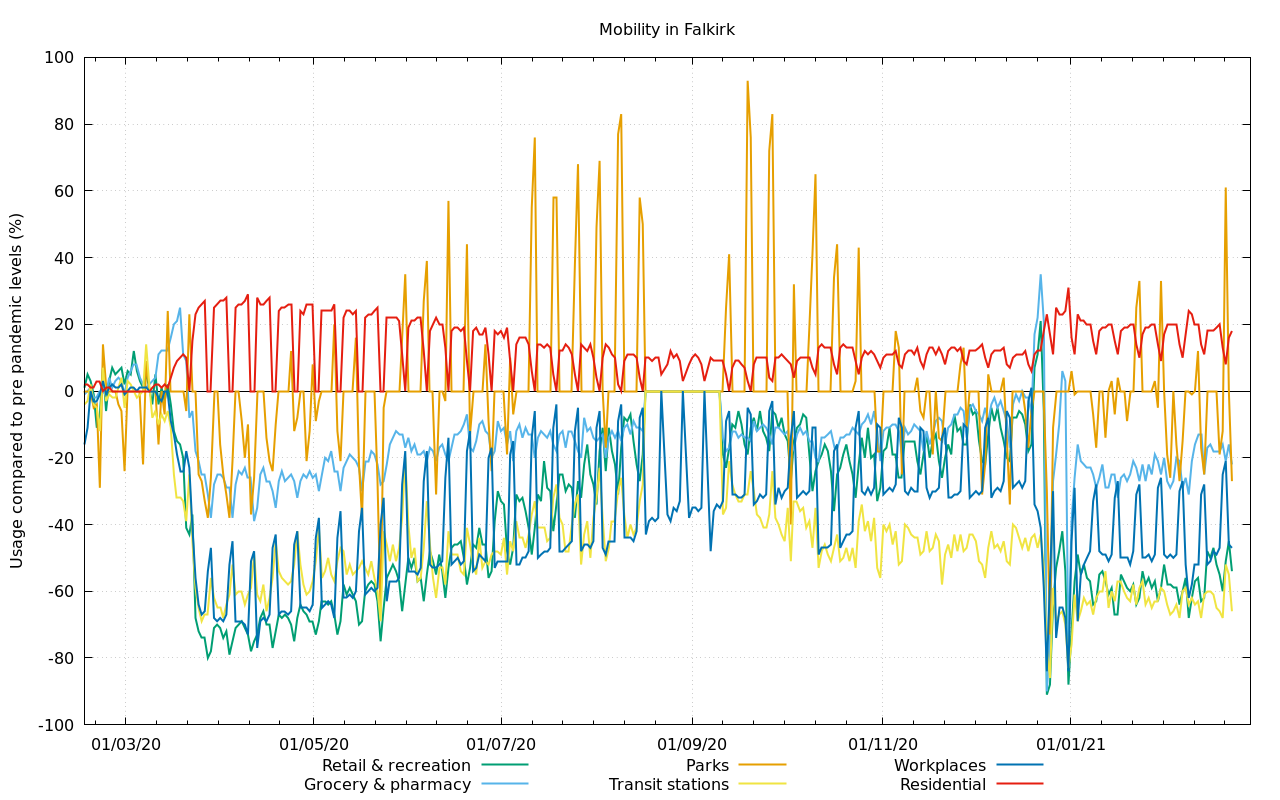 Mobility in Falkirk
Usage compared to pre pandemic levels (%)
100
80
60
40
20
0
-20
-40
-60
-80
-100
01/03/20 01/05/20 01/07/20 01/09/20 01/11/20 01/01/21
Retail & recreation Parks Workplaces
Grocery & pharmacy Transit stations Residential